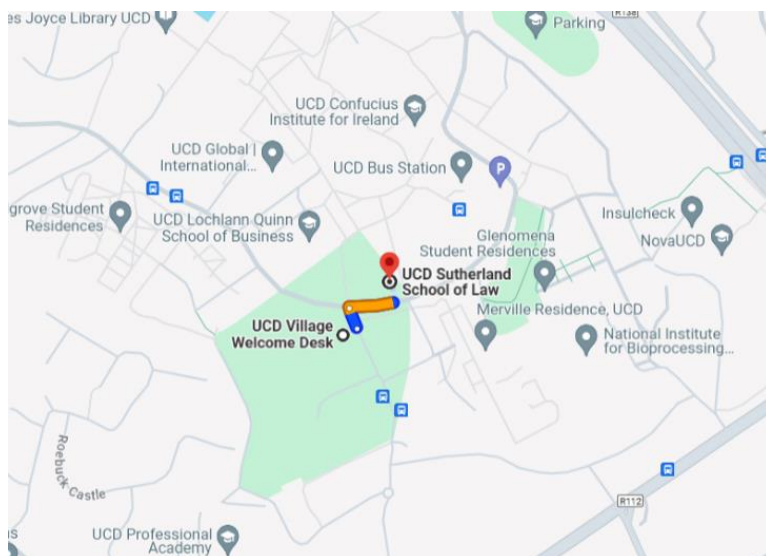 es Joyce Library UCD
Parking
R138
UCD Confucius
Institute for Ireland
UCD Global |
International...
UCD Bus Station
P
grove Student
Residences
UCD Lochlann Quinn
School of Business
Insulcheck
NovaUCD
Glenomena
Student Residences
UCD Sutherland
School of Law
Merville Residence, UCD
UCD Village
Welcome Desk
National Institute
for Bioprocessing...
Roebuck Castle
R112
UCD Professional
Academy